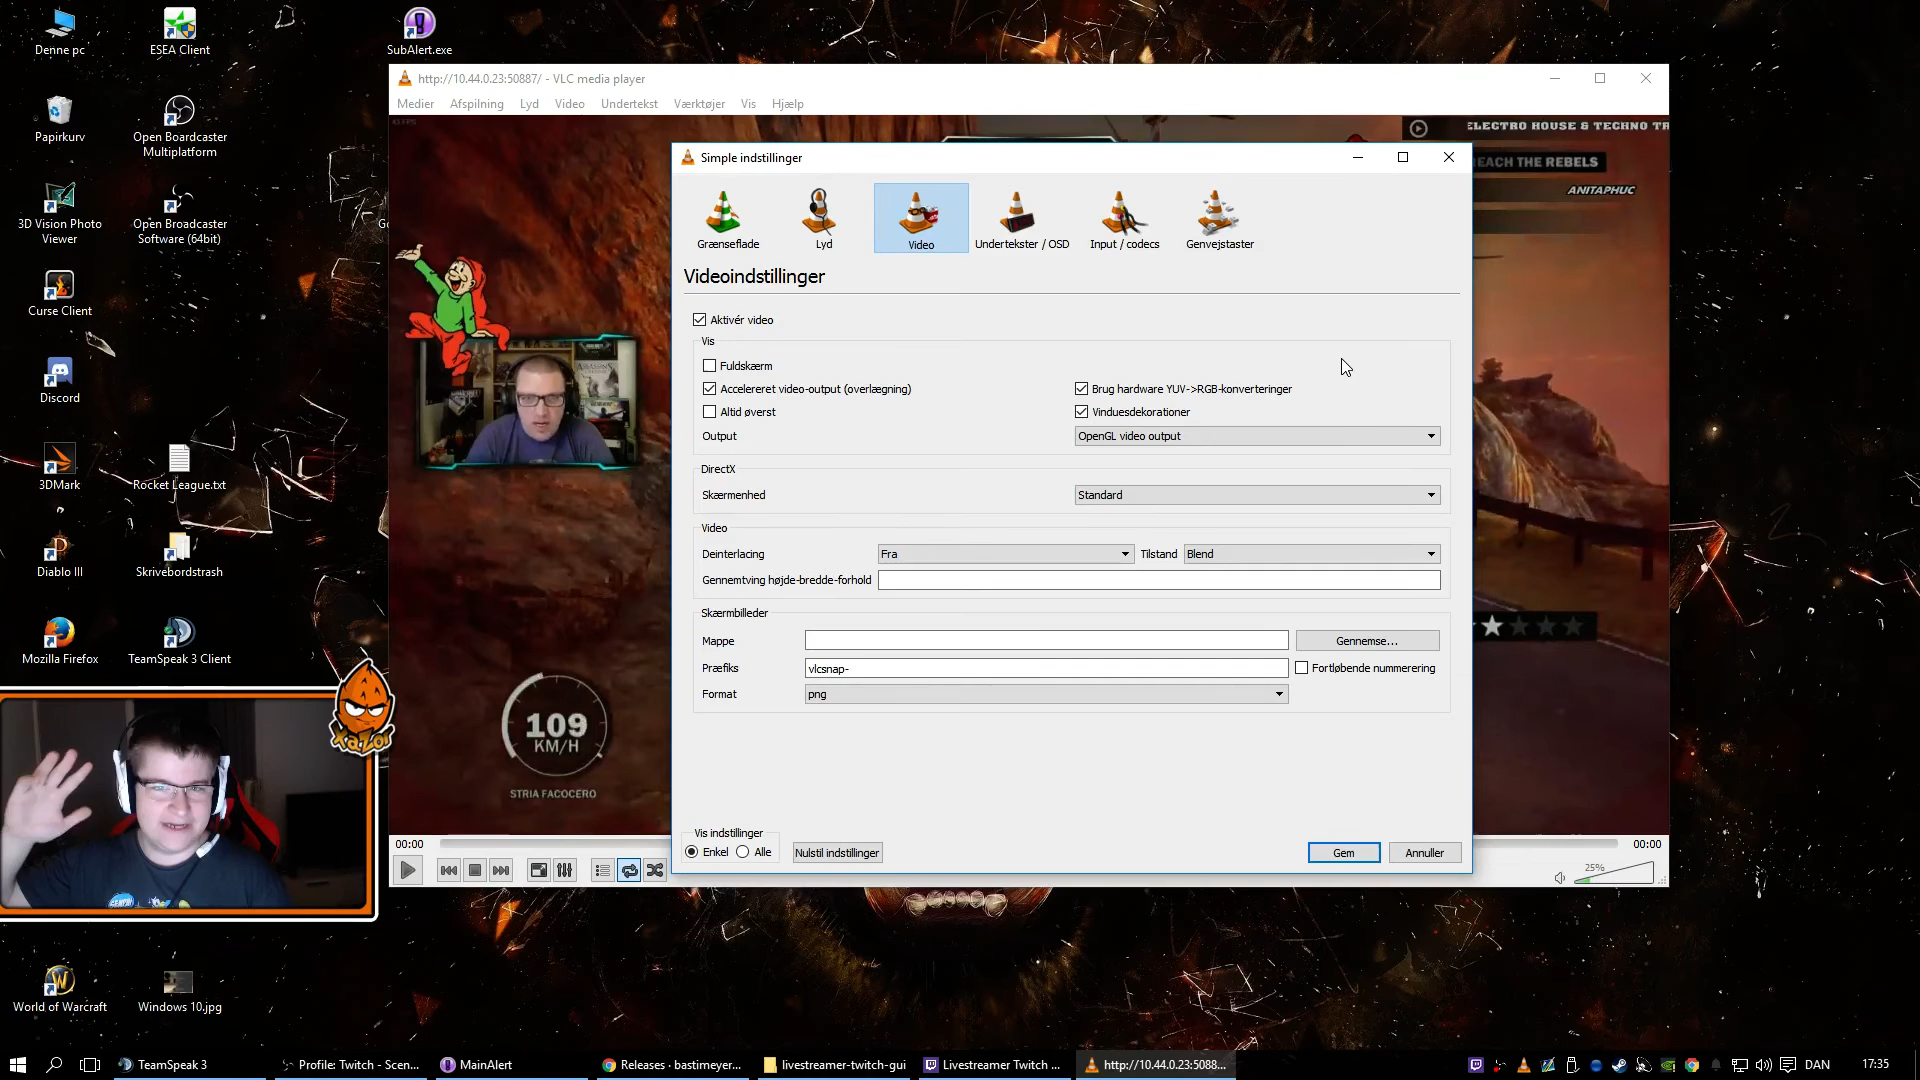 Denne pc
ESEA Client
SubAlert.exe
Papirkurv
Open Boardcaster
Multiplatform
3D Vision Photo
Viewer
Open Broadcaster
Software (64bit)
Curse Client
Discord
3DMark
Rocket League.txt
Diablo III
Skrivebordstrash
Mozilla Firefox
TeamSpeak 3 Client
World of Warcraft
Windows 10.jpg
XaZor
http://10.44.0.23:50887/ - VLC media player
Medier Afspilning Lyd Video Undertekst Værktøjer Vis Hjælp
ELECTRO HOUSE & TECHNO TR
EACH THE REBELS
ANITAPHUC
109
KM/H
STRIA FACOCERO
Simple indstillinger
Grænseflade Lyd Video Undertekster / OSD Input / codecs Genvejstaster
Videoindstillinger
Aktivér video
Vis
Fuldskærm
Accelereret video-output (overlægning) Brug hardware YUV->RGB-konverteringer
Altid øverst Vinduesdekorationer
Output OpenGL video output
DirectX
Skærmenhed Standard
Video
Deinterlacing Fra Tilstand Blend
Gennemtving højde-bredde-forhold
Skærmbilleder
Mappe Gennemse...
Præfiks vlcsnap- Fortløbende nummerering
Format png
Vis indstillinger
Enkel Alle Nulstil indstillinger Gem Annuller
00:00 00:00
25%
TeamSpeak 3 Profile: Twitch - Scen... MainAlert Releases · bastimeyer... livestreamer-twitch-gui Livestreamer Twitch ... http://10.44.0.23:5088... DAN 17:35